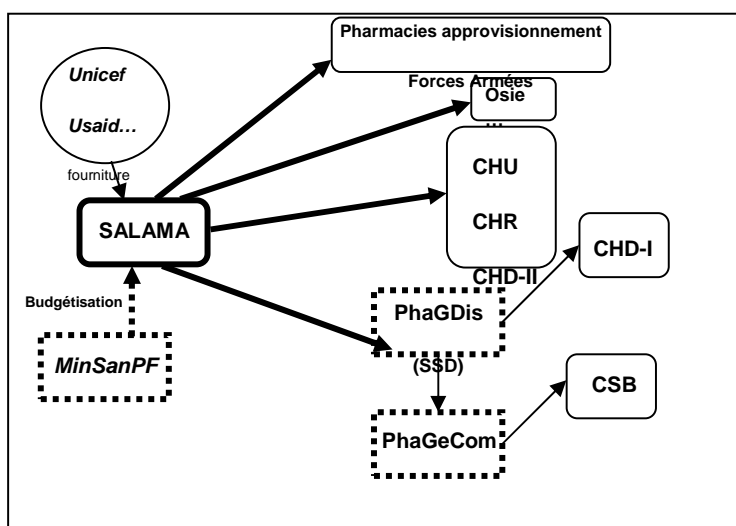 Pharmacies approvisionnement
Forces Armées
Unicef
Usaid...
Osie
...
fourniture
CHU
SALAMA
CHR
CHD-I
CHD-II
Budgétisation
PhaGDis
MinSanPF
(SSD)
CSB
PhaGeCom